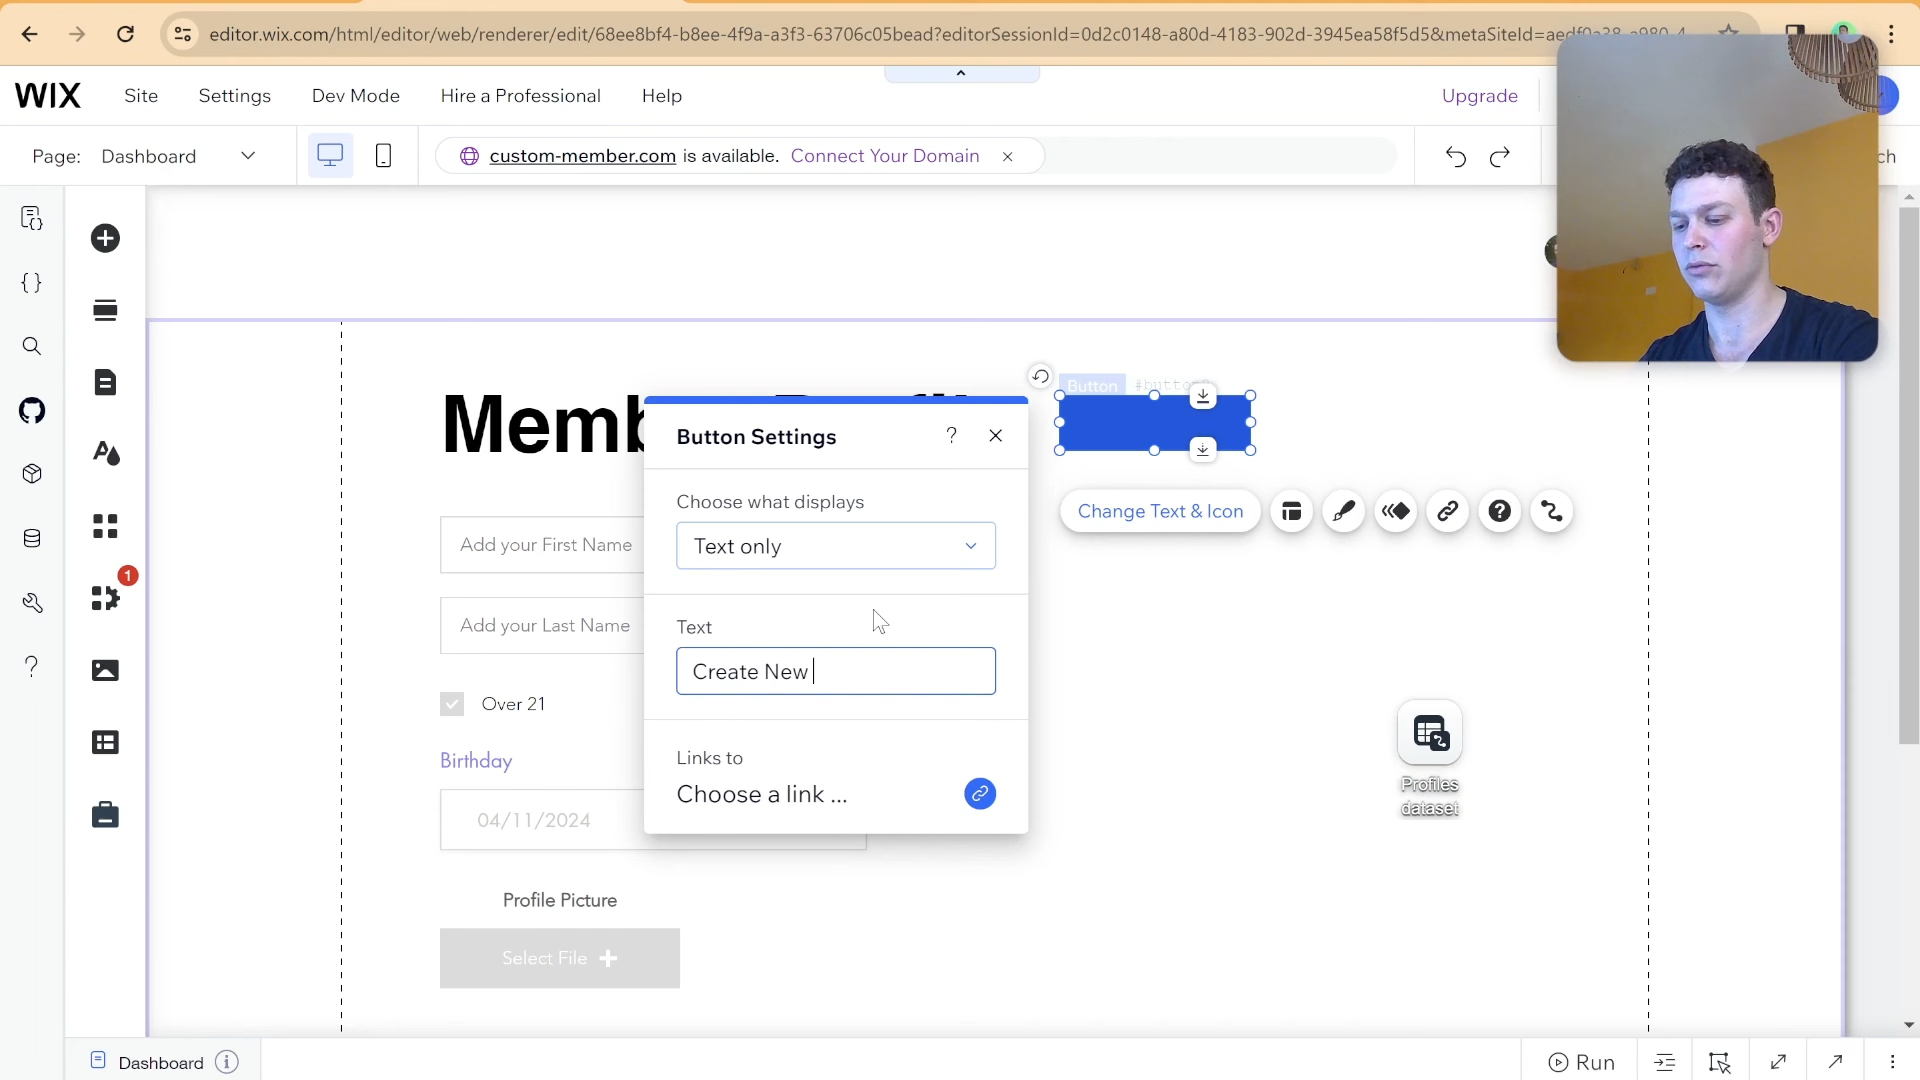 editor.wix.com/html/editor/web/renderer/edit/68ee8bf4-b8ee-4f9a-a3f3-63706c05bead?editorSessionId=0d2c0148-a80d-4183-902d-3945ea58f5d5&metaSiteId=aedf0a38-a980-4
WIX Site Settings Dev Mode Hire a Professional Help Upgrade
Page: Dashboard custom-member.com is available. Connect Your Domain ch
Button
Button Settings ?
Choose what displays
Text only
Change Text & Icon
Add your First Name
Text
Add your Last Name
Create New
1
Over 21
Birthday
Links to
Choose a link ...
04/11/2024
Profiles
dataset
Profile Picture
Select File
Dashboard
Run